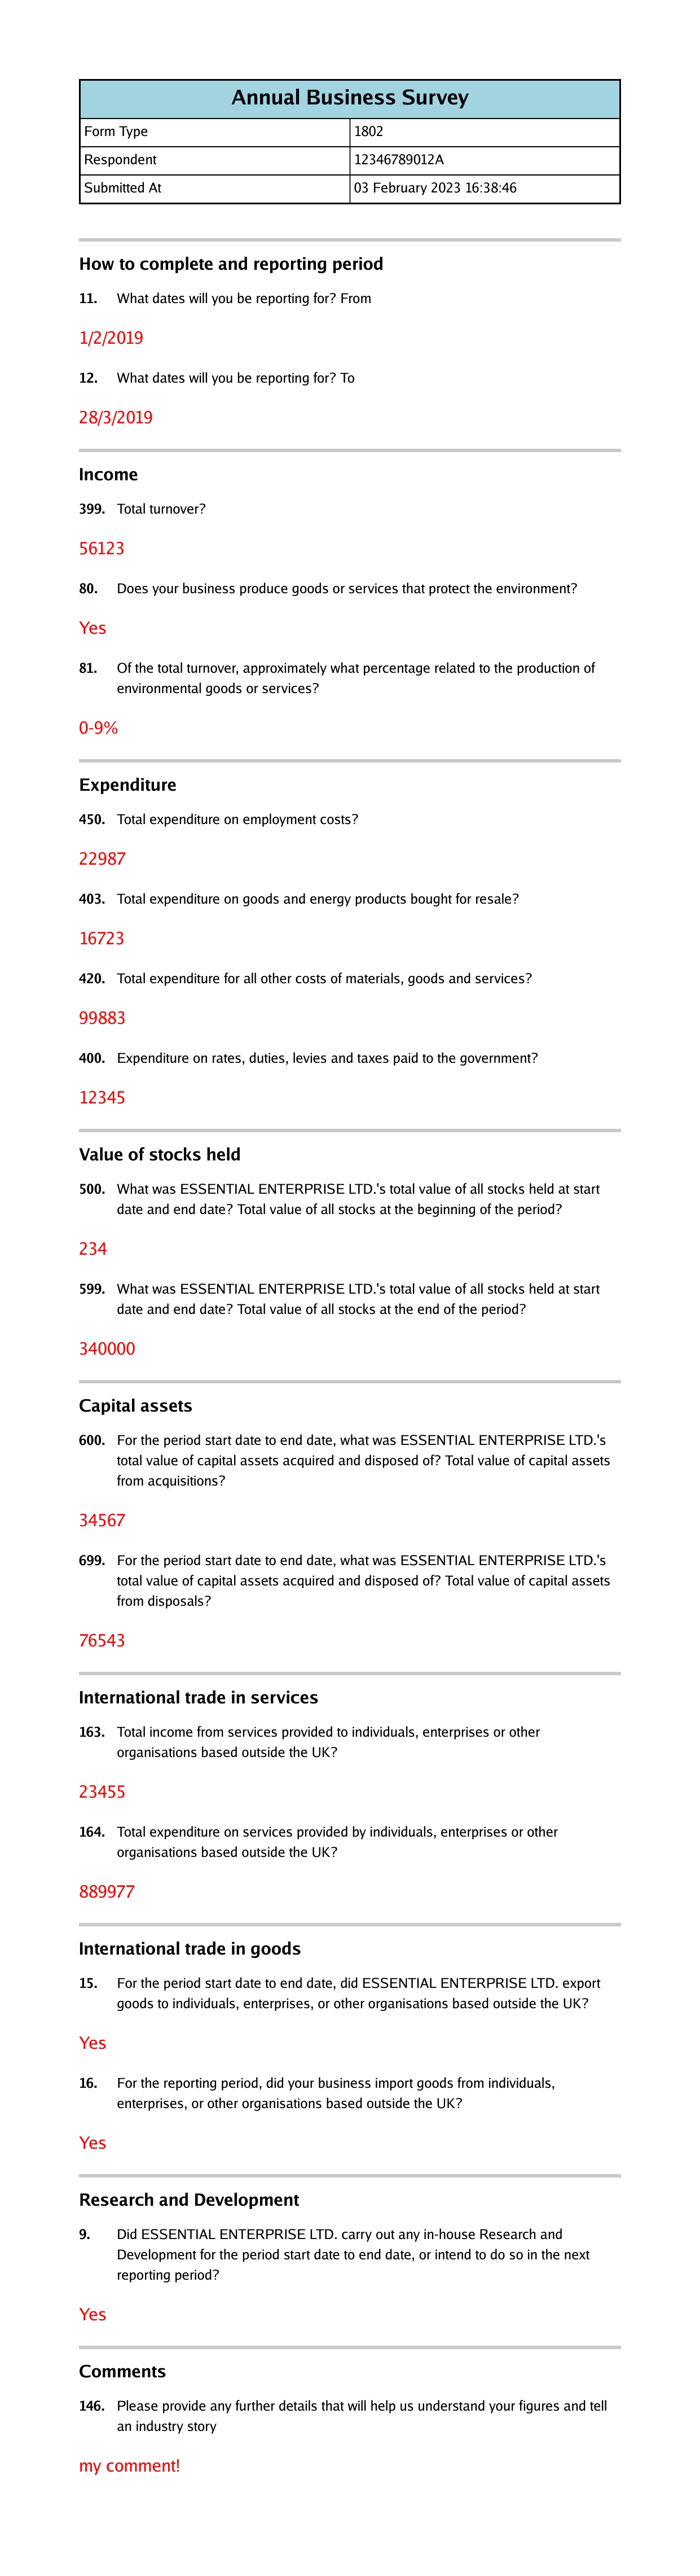 Annual Business Survey
Form Type 1802
Respondent 12346789012A
Submitted At 03 February 2023 16:38:46
How to complete and reporting period
11. What dates will you be reporting for? From
1/2/2019
12. What dates will you be reporting for? To
28/3/2019
Income
399. Total turnover?
56123
80. Does your business produce goods or services that protect the environment?
Yes
81. Of the total turnover, approximately what percentage related to the production of
environmental goods or services?
0-9%
Expenditure
450. Total expenditure on employment costs?
22987
403. Total expenditure on goods and energy products bought for resale?
16723
420. Total expenditure for all other costs of materials, goods and services?
99883
400. Expenditure on rates, duties, levies and taxes paid to the government?
12345
Value of stocks held
500. What was ESSENTIAL ENTERPRISE LTD.'s total value of all stocks held at start
date and end date? Total value of all stocks at the beginning of the period?
234
599. What was ESSENTIAL ENTERPRISE LTD.'s total value of all stocks held at start
date and end date? Total value of all stocks at the end of the period?
340000
Capital assets
600. For the period start date to end date, what was ESSENTIAL ENTERPRISE LTD.'s
total value of capital assets acquired and disposed of? Total value of capital assets
from acquisitions?
34567
699. For the period start date to end date, what was ESSENTIAL ENTERPRISE LTD.'s
total value of capital assets acquired and disposed of? Total value of capital assets
from disposals?
76543
International trade in services
163. Total income from services provided to individuals, enterprises or other
organisations based outside the UK?
23455
164. Total expenditure on services provided by individuals, enterprises or other
organisations based outside the UK?
889977
International trade in goods
15. For the period start date to end date, did ESSENTIAL ENTERPRISE LTD. export
goods to individuals, enterprises, or other organisations based outside the UK?
Yes
16. For the reporting period, did your business import goods from individuals,
enterprises, or other organisations based outside the UK?
Yes
Research and Development
9. Did ESSENTIAL ENTERPRISE LTD. carry out any in-house Research and
Development for the period start date to end date, or intend to do so in the next
reporting period?
Yes
Comments
146. Please provide any further details that will help us understand your figures and tell
an industry story
my comment!